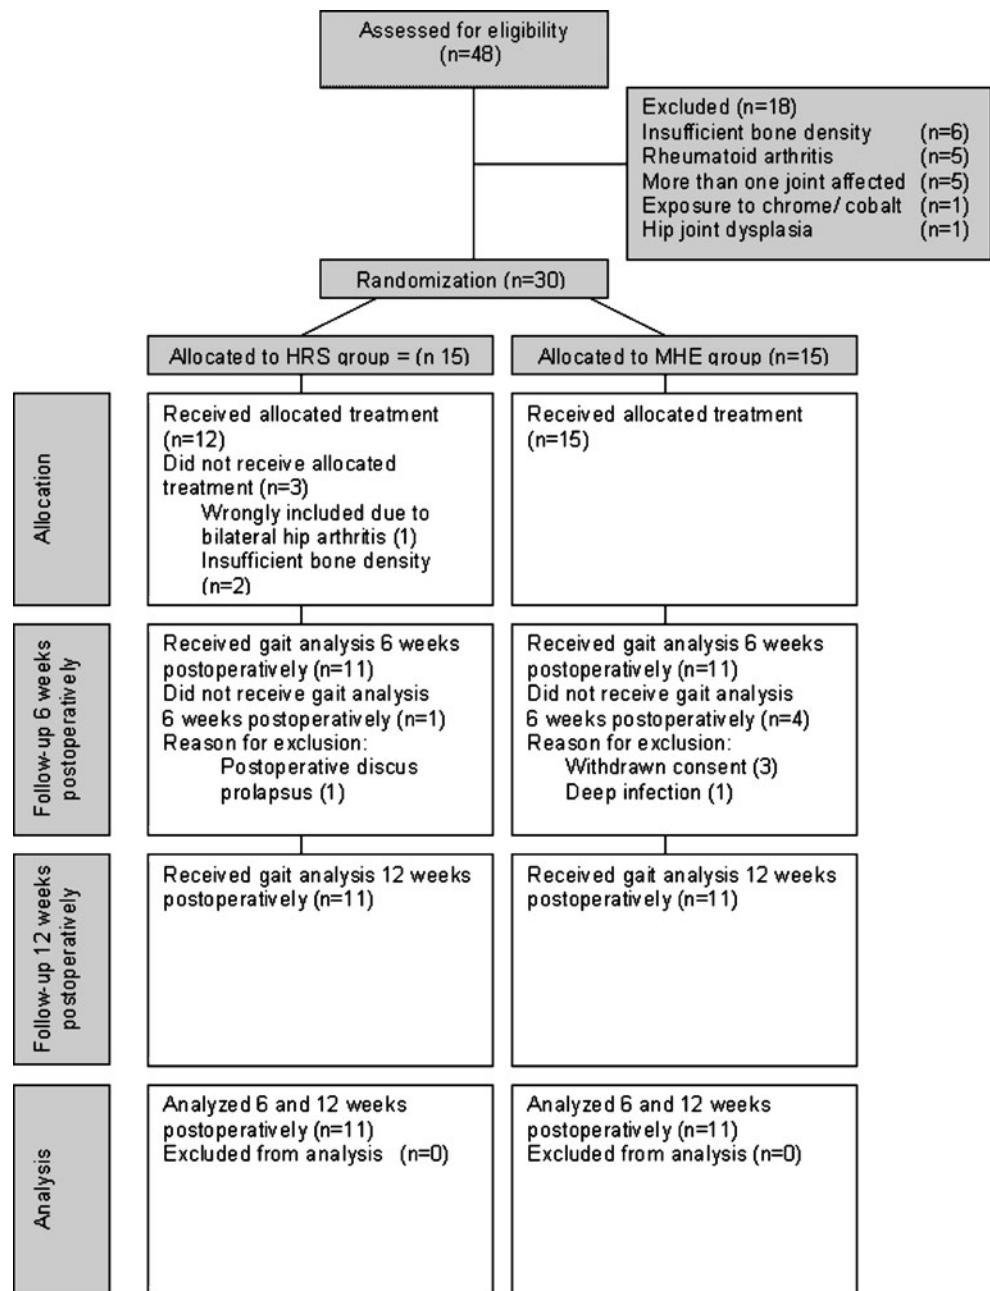 Assessed for eligibility
(n=48)
Excluded (n=18)
Insufficient bone density (n=6)
Rheumatoid arthritis (n=5)
More than one joint affected (n=5)
Exposure to chrome/ cobalt (n=1)
Hip joint dysplasia (n=1)
Randomization (n=30)
Allocated to HRS group = (n 15)
Allocated to MHE group (n=15)
Allocation
Received allocated treatment
(n=12)
Did not receive allocated
treatment (n=3)
Wrongly included due to
bilateral hip arthritis (1)
Insufficient bone density
(n=2)
Received allocated treatment
(n=15)
Follow-up 6 weeks
postoperatively
Received gait analysis 6 weeks
postoperatively (n=11)
Did not receive gait analysis
6 weeks postoperatively (n=1)
Reason for exclusion:
Postoperative discus
prolapsus (1)
Received gait analysis 6 weeks
postoperatively (n=11)
Did not receive gait analysis
6 weeks postoperatively (n=4)
Reason for exclusion:
Withdrawn consent (3)
Deep infection (1)
Follow-up 12 weeks
postoperatively
Received gait analysis 12 weeks
postoperatively (n=11)
Received gait analysis 12 weeks
postoperatively (n=11)
Analysis
Analyzed 6 and 12 weeks
postoperatively (n=11)
Excluded from analysis (n=0)
Analyzed 6 and 12 weeks
postoperatively (n=11)
Excluded from analysis (n=0)